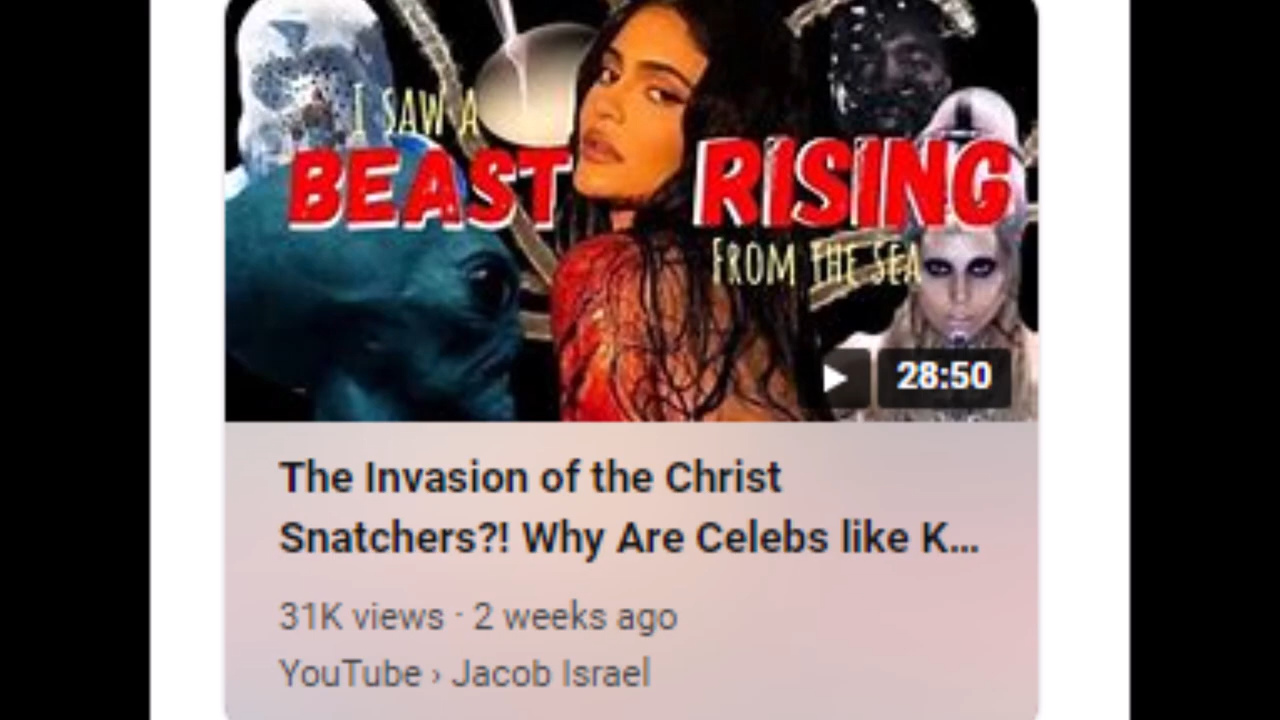 I SAW A
BEAST RISING
FROM THE SEA
28:50
The Invasion of the Christ
Snatchers?! Why Are Celebs like K...
31K views · 2 weeks ago
YouTube › Jacob Israel